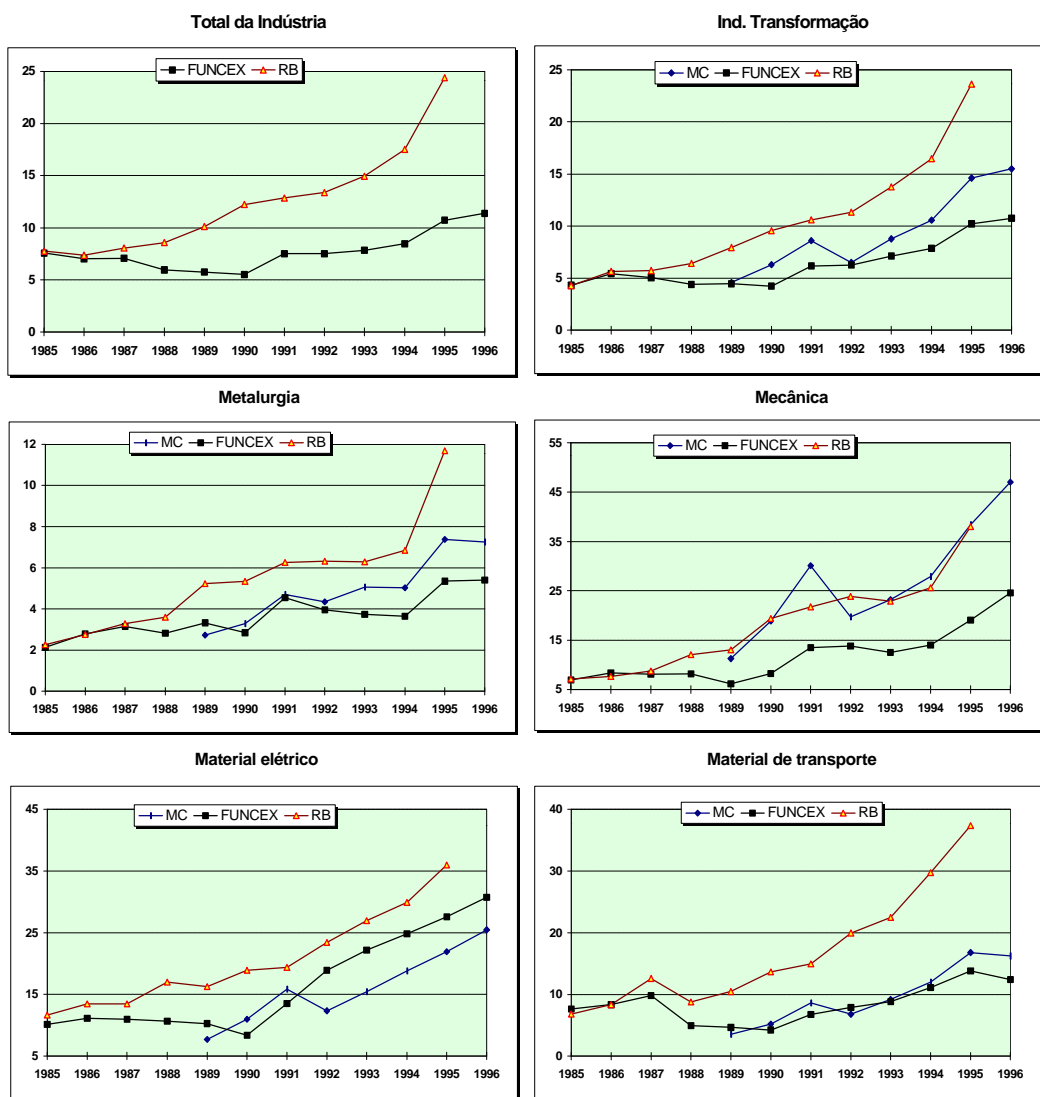 Total da Indústria
FUNCEX RB
25
20
15
10
5
0
1985 1986 1987 1988 1989 1990 1991 1992 1993 1994 1995 1996
Ind. Transformação
MC FUNCEX RB
25
20
15
10
5
0
1985 1986 1987 1988 1989 1990 1991 1992 1993 1994 1995 1996
Metalurgia
MC FUNCEX RB
12
10
8
6
4
2
0
1985 1986 1987 1988 1989 1990 1991 1992 1993 1994 1995 1996
Mecânica
MC FUNCEX RB
55
45
35
25
15
5
1985 1986 1987 1988 1989 1990 1991 1992 1993 1994 1995 1996
Material elétrico
MC FUNCEX RB
45
35
25
15
5
1985 1986 1987 1988 1989 1990 1991 1992 1993 1994 1995 1996
Material de transporte
MC FUNCEX RB
40
30
20
10
0
1985 1986 1987 1988 1989 1990 1991 1992 1993 1994 1995 1996